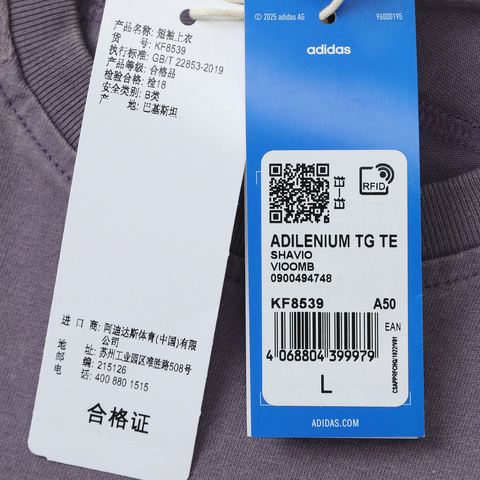 产品名称: 短袖上衣
货 号: KF8539
执行标准: GB/T 22853-2019
产品等级: 合格品
检验合格: 检18
安全类别: B类
产 地: 巴基斯坦
进 口 商: 阿迪达斯体育(中国)有限公司
地 址: 苏州工业园区唯胜路508号
邮 编: 215126
电 话: 400 880 1515
合格证
© 2025 adidas
96000195
adidas
RFID
ADILENIUM TG TE
SHAVIO
VIOOMB
0900494748
KF8539 A50
EAN
4 068804 399979
L
ADIDAS.COM